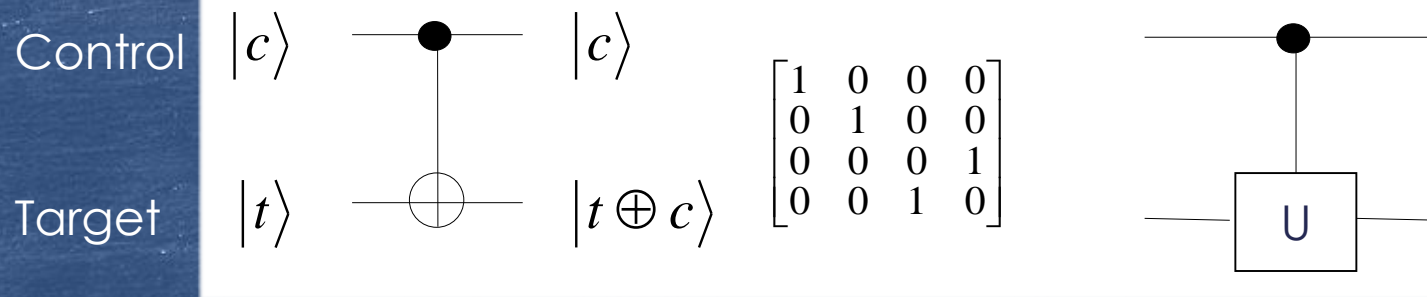 Control |c⟩ |c⟩
Target |t⟩ |t ⊕ c⟩
1 0 0 0
0 1 0 0
0 0 0 1
0 0 1 0
U